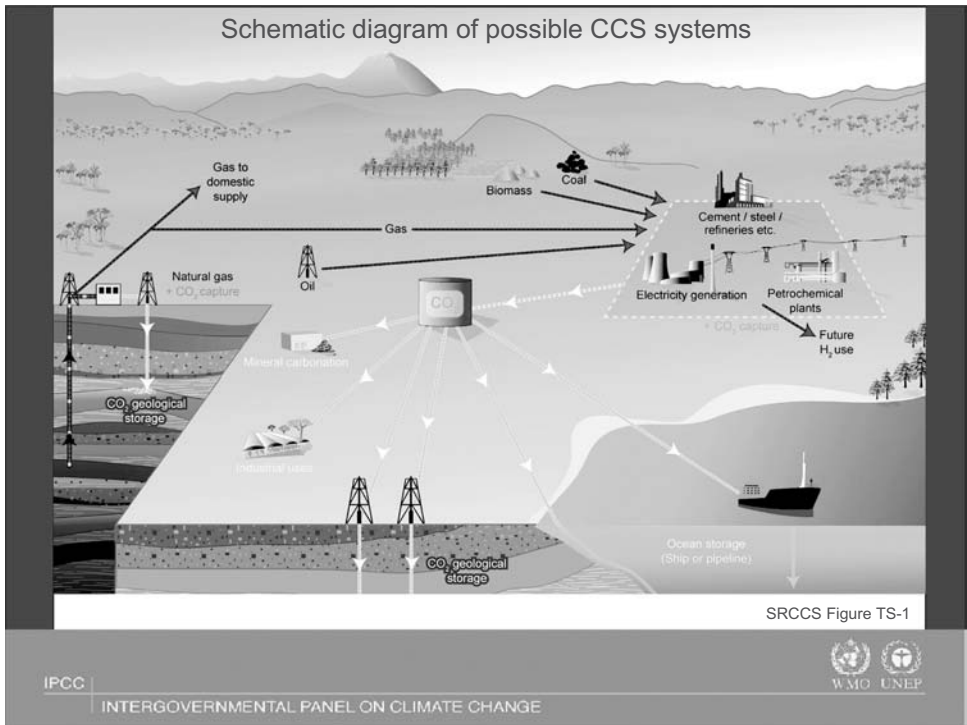 Schematic diagram of possible CCS systems
Gas to
domestic
supply
Biomass
Coal
Cement / steel /
refineries etc.
Gas
Natural gas
+ CO₂ capture
Oil
CO₂
Electricity generation
Petrochemical
plants
+ CO₂ capture
Future
H₂ use
Mineral carbonation
CO₂ geological
storage
Industrial uses
CO₂ geological
storage
Ocean storage
(Ship or pipeline)
SRCCS Figure TS-1
IPCC
INTERGOVERNMENTAL PANEL ON CLIMATE CHANGE
WMO UNEP